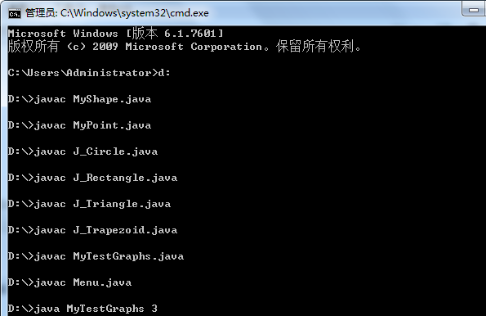 管理员: C:\Windows\system32\cmd.exe
Microsoft Windows [版本 6.1.7601]
版权所有 (c) 2009 Microsoft Corporation。保留所有权利。
C:\Users\Administrator>d:
D:\>javac MyShape.java
D:\>javac MyPoint.java
D:\>javac J_Circle.java
D:\>javac J_Rectangle.java
D:\>javac J_Triangle.java
D:\>javac J_Trapezoid.java
D:\>javac MyTestGraphs.java
D:\>javac Menu.java
D:\>java MyTestGraphs 3